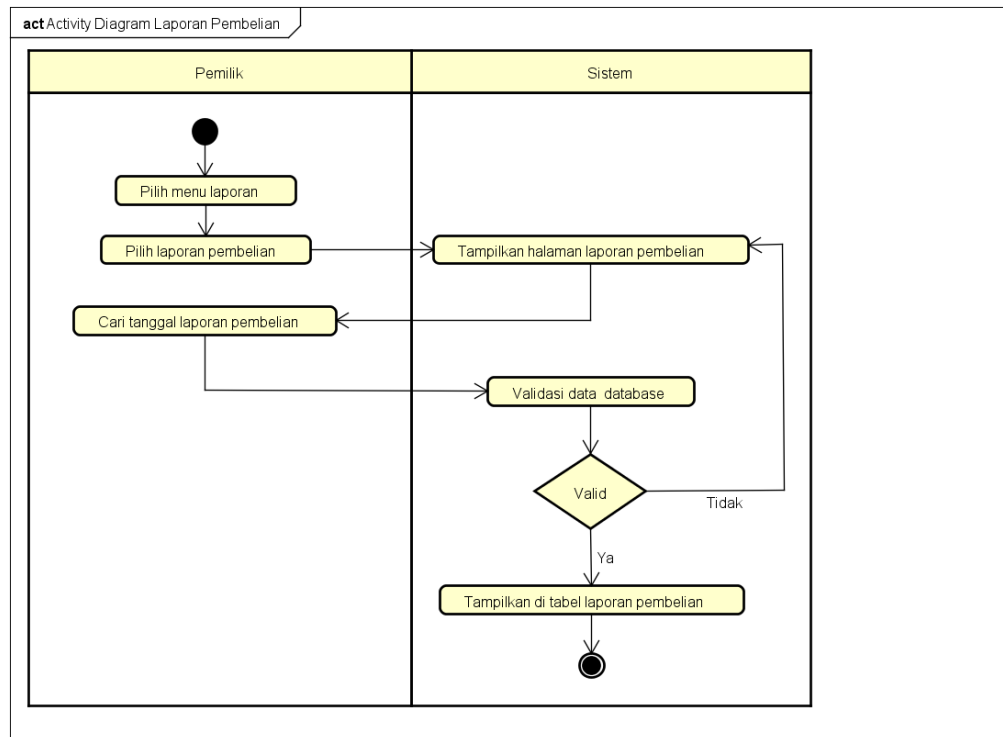 act Activity Diagram Laporan Pembelian
Pemilik
Sistem
Pilih menu laporan
Pilih laporan pembelian
Tampilkan halaman laporan pembelian
Cari tanggal laporan pembelian
Validasi data database
Valid
Tidak
Ya
Tampilkan di tabel laporan pembelian